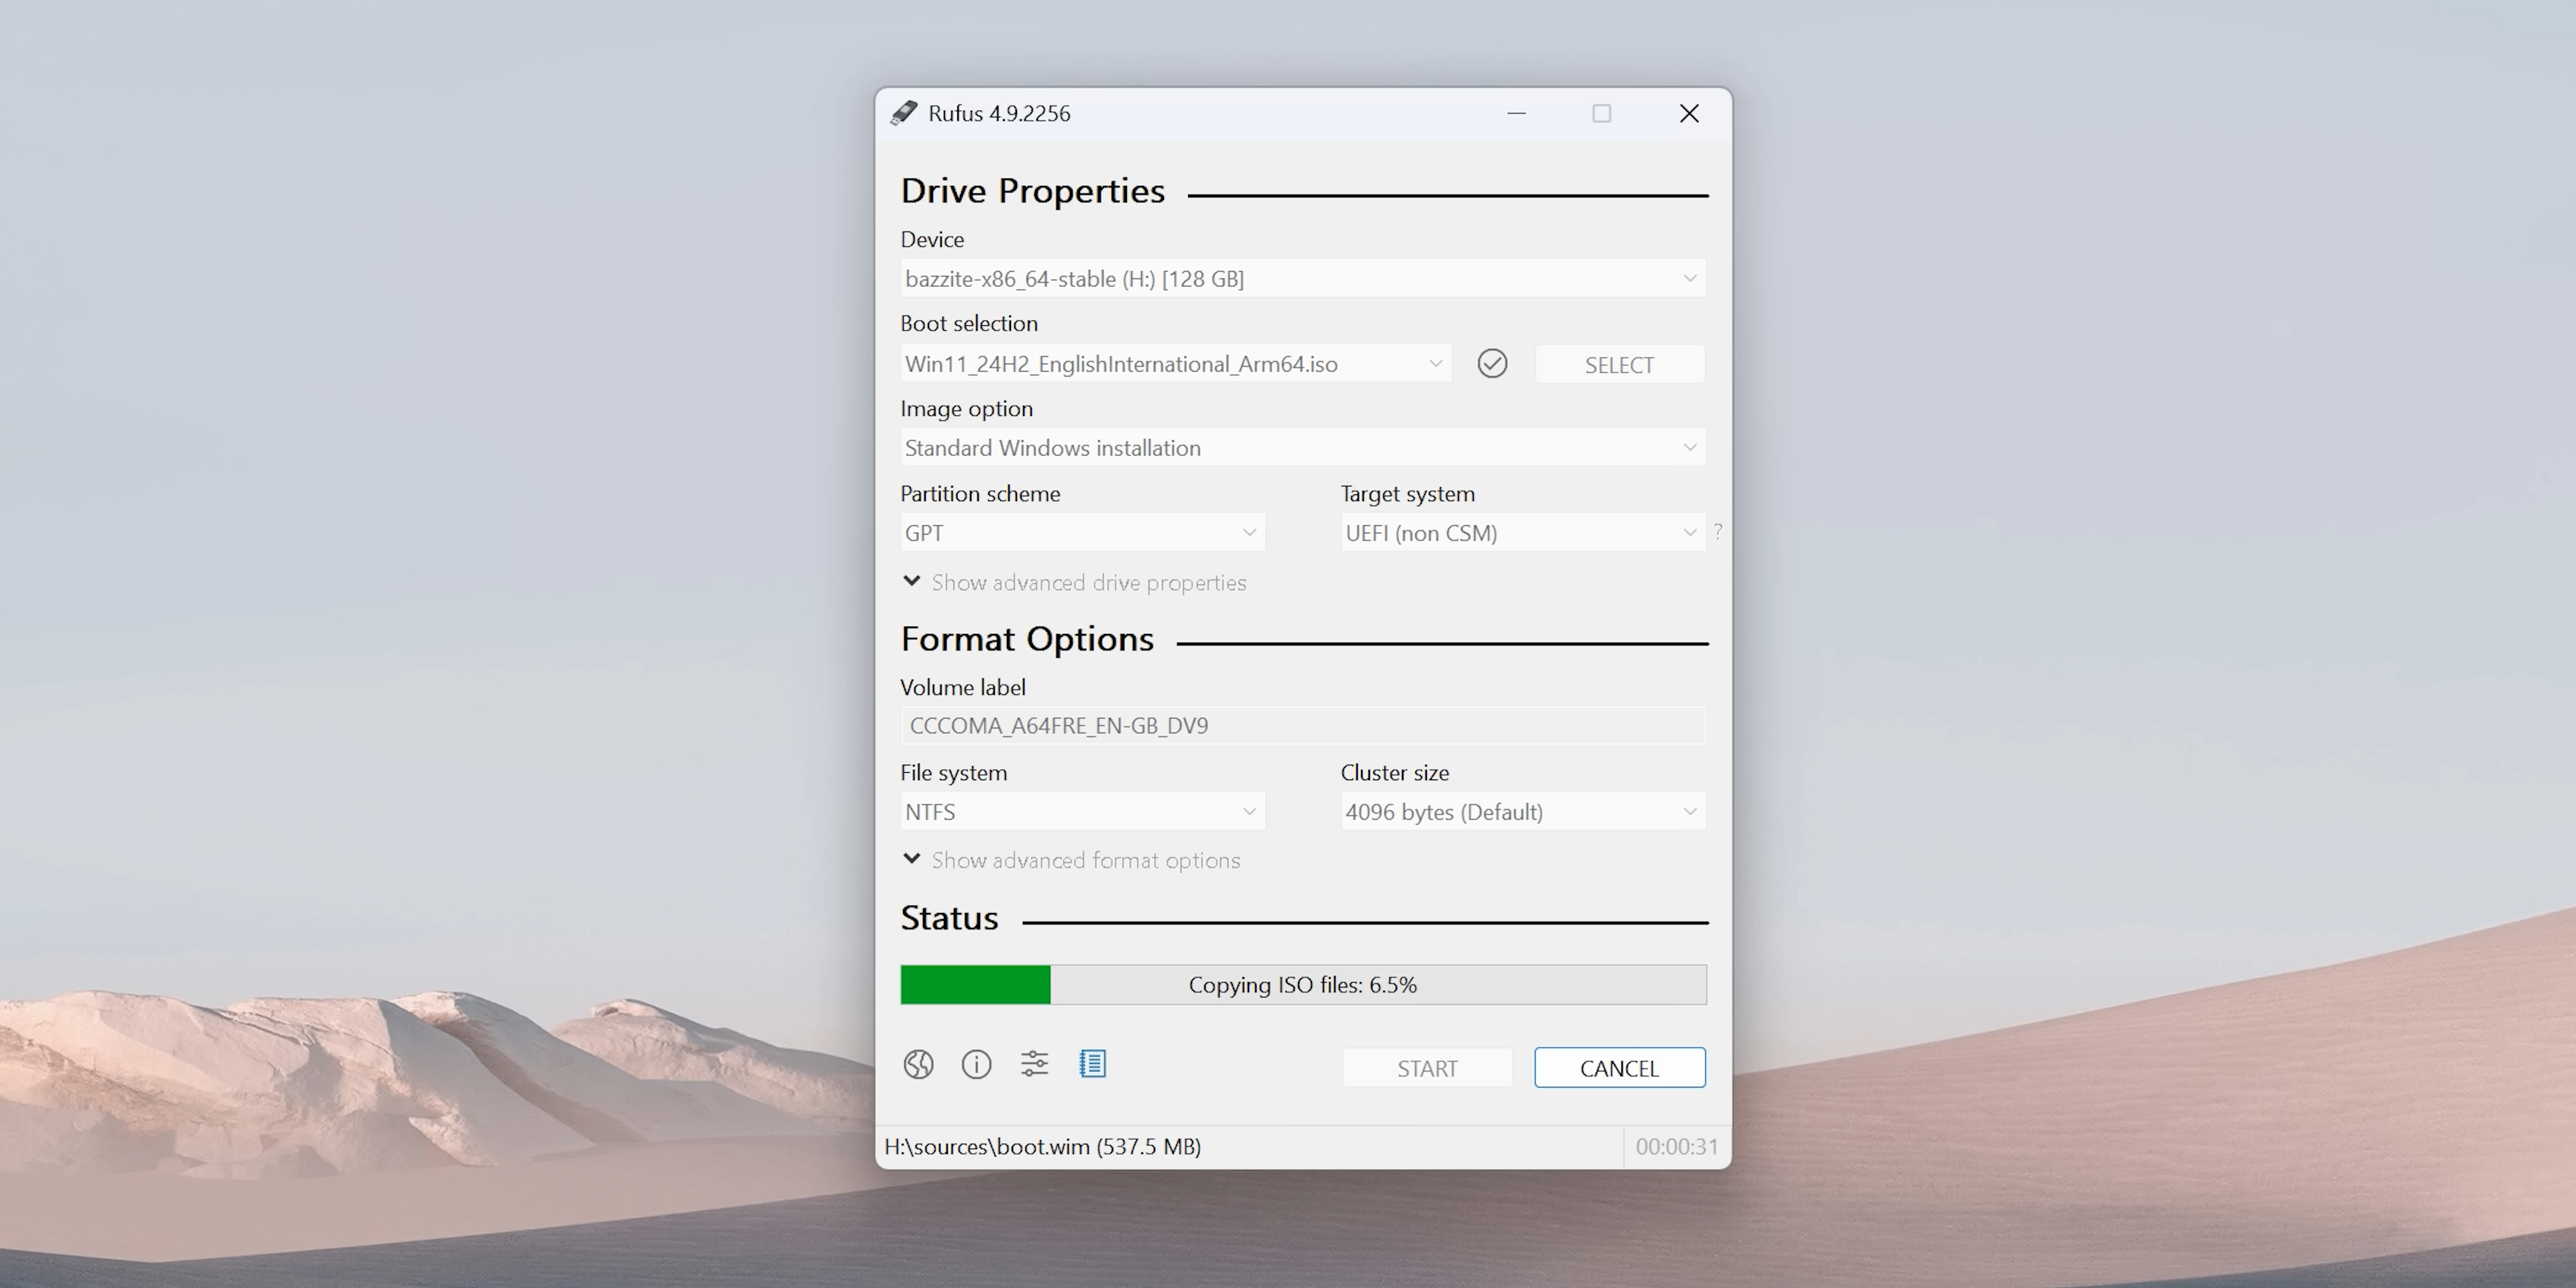 Rufus 4.9.2256
Drive Properties
Device
bazzite-x86_64-stable (H:) [128 GB]
Boot selection
Win11_24H2_EnglishInternational_Arm64.iso
SELECT
Image option
Standard Windows installation
Partition scheme
Target system
GPT
UEFI (non CSM)
?
Show advanced drive properties
Format Options
Volume label
CCCOMA_A64FRE_EN-GB_DV9
File system
Cluster size
NTFS
4096 bytes (Default)
Show advanced format options
Status
Copying ISO files: 6.5%
START
CANCEL
H:\sources\boot.wim (537.5 MB)
00:00:31